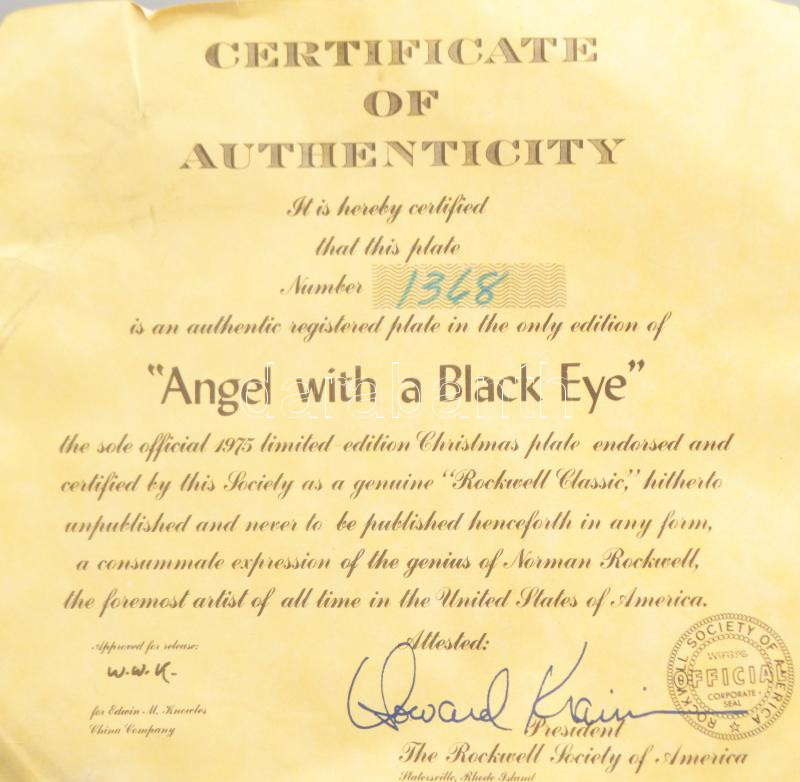 CERTIFICATE
OF
AUTHENTICITY
It is hereby certified
that this plate
Number 1368
is an authentic registered plate in the only edition of
"Angel with a Black Eye"
darabanth
the sole official 1975 limited-edition Christmas plate endorsed and
certified by this Society as a genuine "Rockwell Classic," hitherto
unpublished and never to be published henceforth in any form,
a consummate expression of the genius of Norman Rockwell,
the foremost artist of all time in the United States of America.
Approved for release:
W.W.K.
for Edwin M. Knowles
China Company
Attested:
Howard
President
The Rockwell Society of America
Slatersville, Rhode Island
ROCKWELL SOCIETY OF AMERICA
OFFICIAL
CORPORATE
SEAL